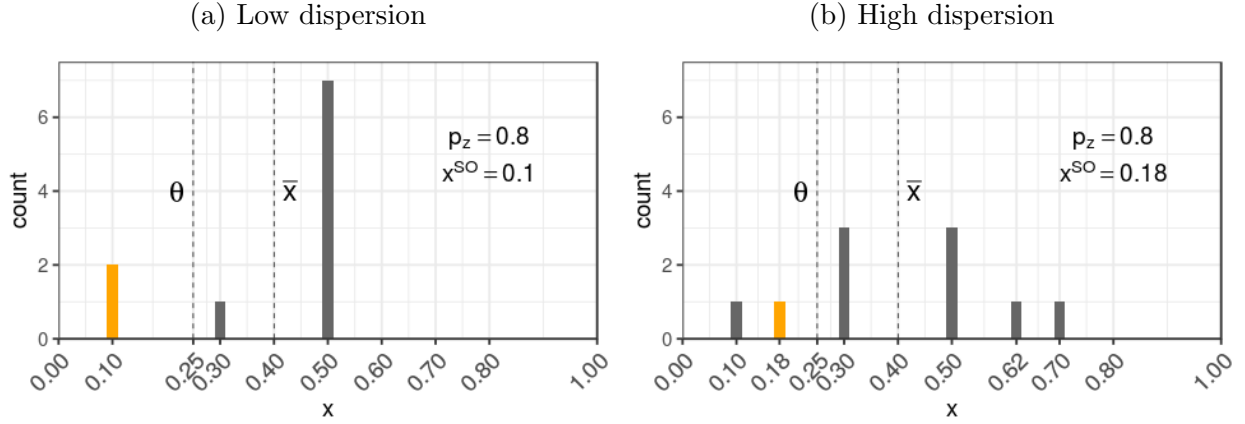 (a) Low dispersion
6
4
2
0
count
θ
x̄
p_z = 0.8
x^SO = 0.1
0.00 0.10 0.25 0.30 0.40 0.50 0.60 0.70 0.80 1.00
x
(b) High dispersion
6
4
2
0
count
θ
x̄
p_z = 0.8
x^SO = 0.18
0.00 0.10 0.18 0.25 0.30 0.40 0.50 0.62 0.70 0.80 1.00
x